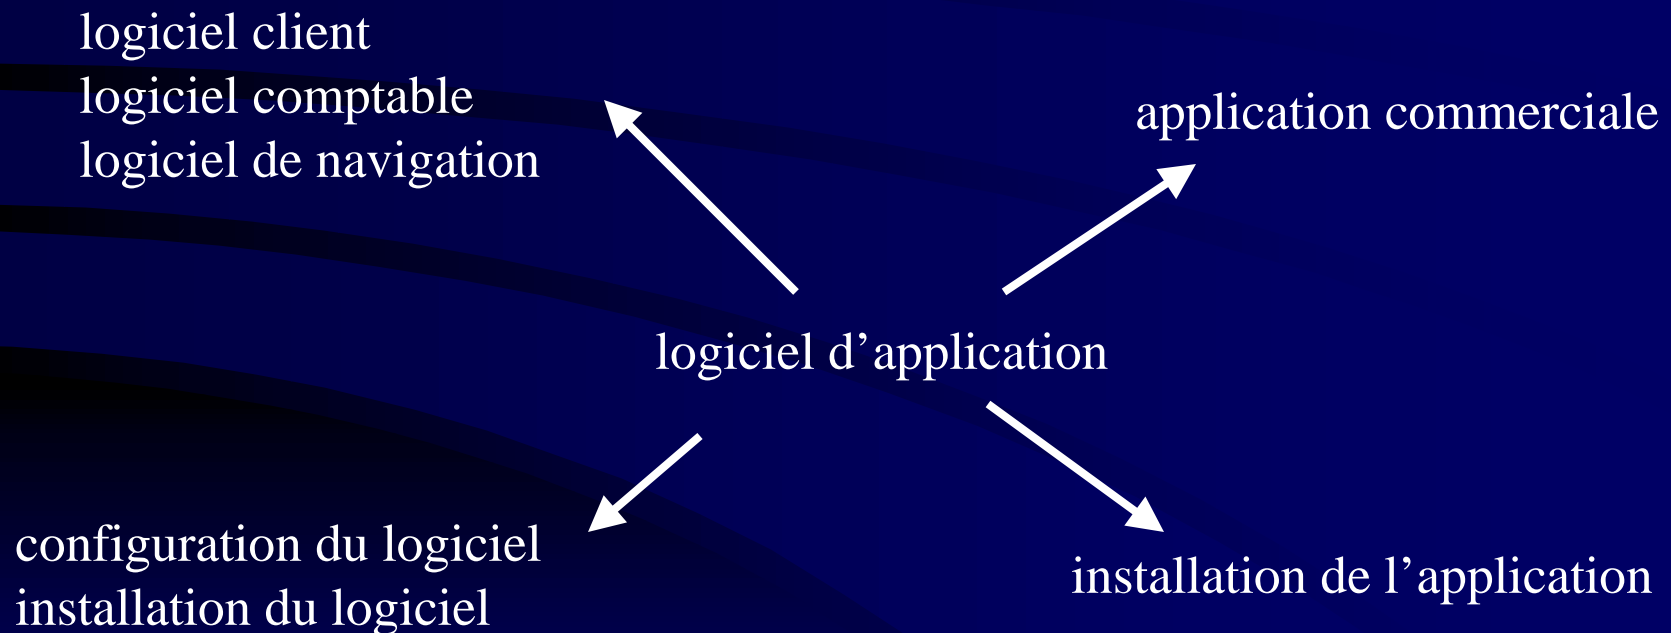 logiciel client
logiciel comptable
logiciel de navigation
application commerciale
logiciel d’application
configuration du logiciel
installation du logiciel
installation de l’application